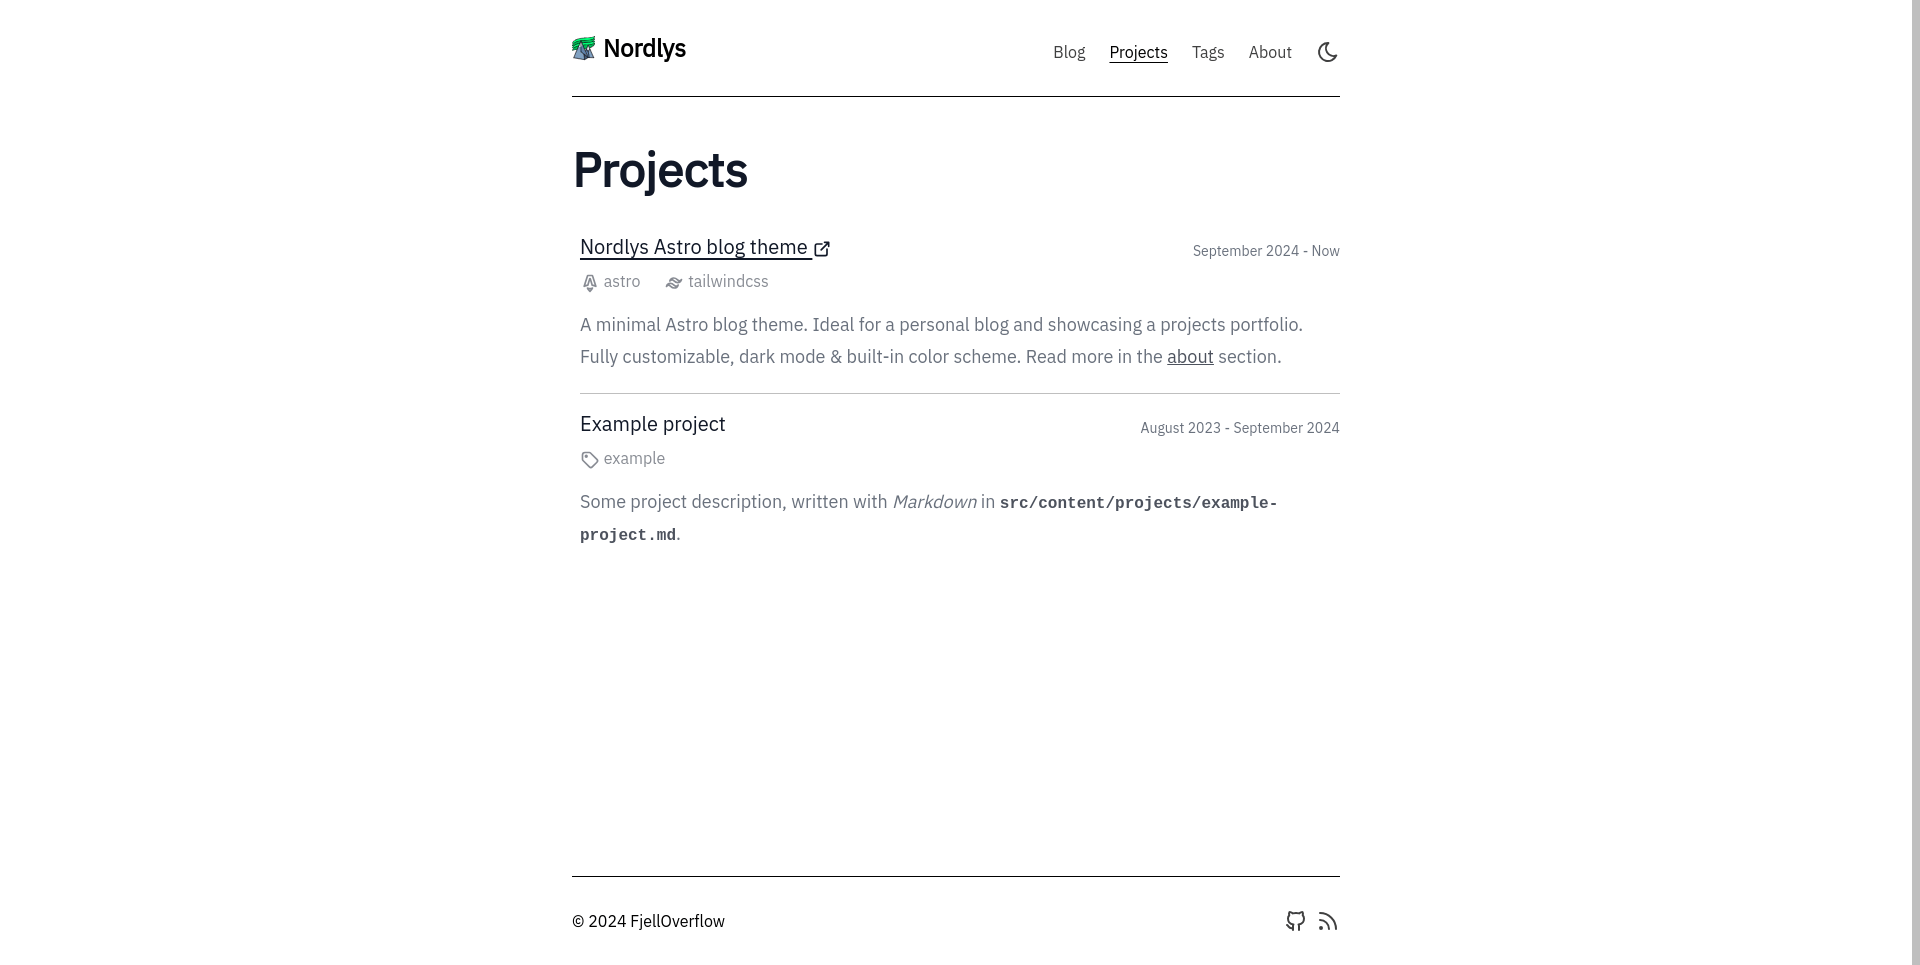 Nordlys
Blog Projects Tags About
Projects
Nordlys Astro blog theme
September 2024 - Now
astro tailwindcss
A minimal Astro blog theme. Ideal for a personal blog and showcasing a projects portfolio.
Fully customizable, dark mode & built-in color scheme. Read more in the about section.
Example project
August 2023 - September 2024
example
Some project description, written with Markdown in src/content/projects/example-
project.md.
© 2024 FjellOverflow